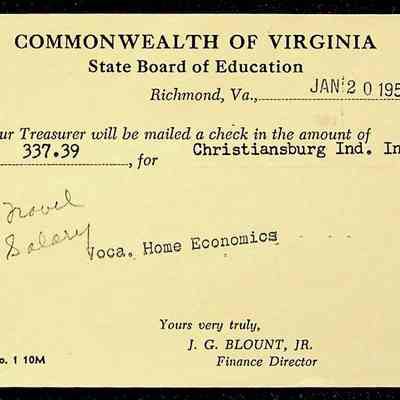 COMMONWEALTH OF VIRGINIA
State Board of Education
Richmond, Va., JAN 20 195
ur Treasurer will be mailed a check in the amount of
337.39, for Christiansburg Ind. In
Travel
Salary
Voca. Home Economics
Yours very truly,
J. G. BLOUNT, JR.
Finance Director
o. 1 10M